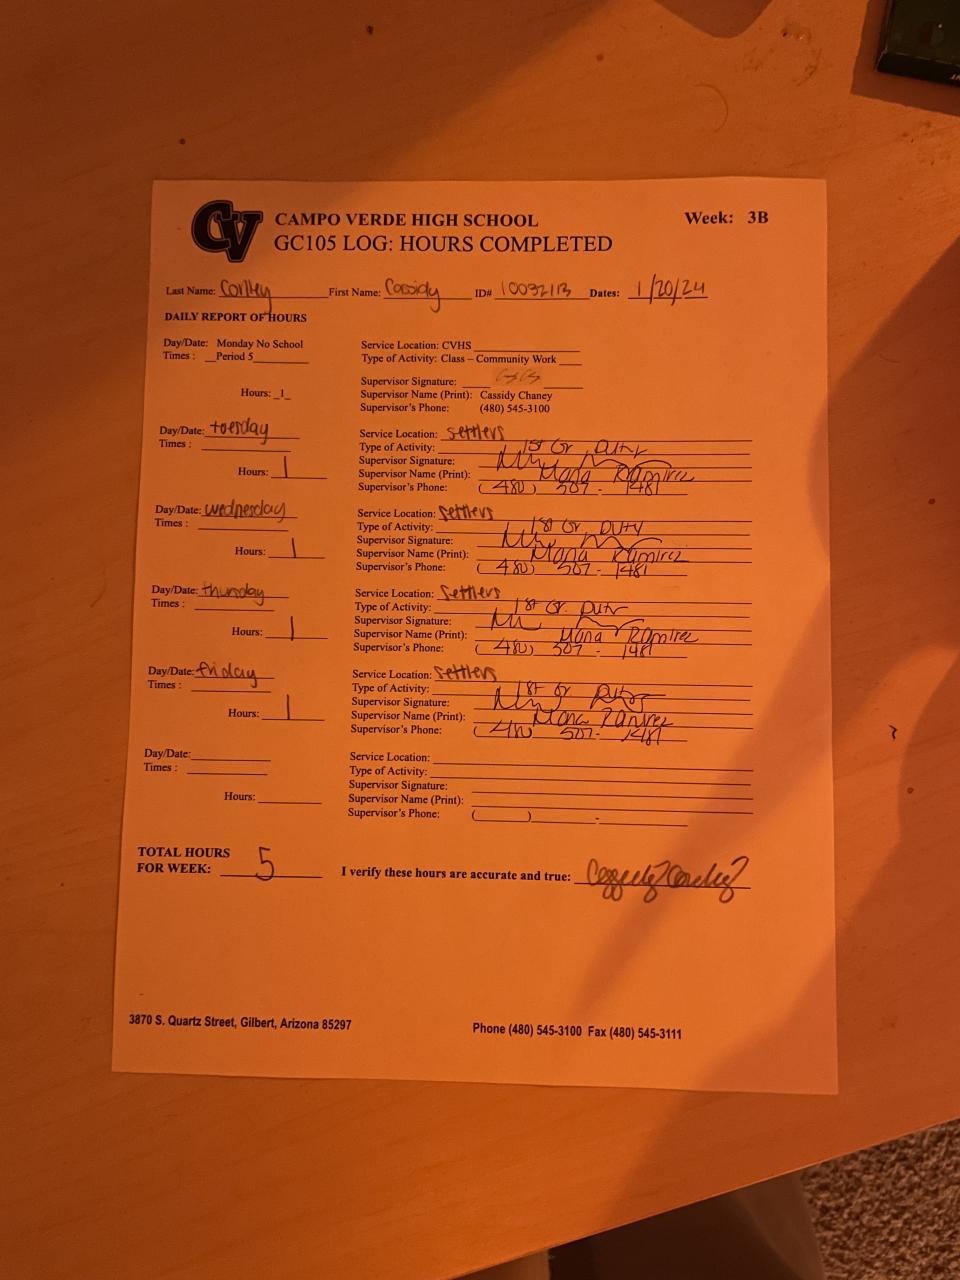 CV CAMPO VERDE HIGH SCHOOL Week: 3B
GC105 LOG: HOURS COMPLETED
Last Name: Corlley First Name: Cassidy ID# Dates: 1/20/24
DAILY REPORT OF HOURS
Day/Date: Monday No School Service Location: CVHS
Times : Period 5 Type of Activity: Class – Community Work
Supervisor Signature:
Hours: 1 Supervisor Name (Print): Cassidy Chaney
Supervisor's Phone: (480) 545-3100
Day/Date: tuesday Service Location: Settlers
Times : Type of Activity: 1st Gr. Duty
Supervisor Signature:
Hours: 1 Supervisor Name (Print): Mana Ramirez
Supervisor's Phone: (480) 507-1481
Day/Date: wednesday Service Location: Settlers
Times : Type of Activity: 1st Gr. DUTY
Supervisor Signature:
Hours: 1 Supervisor Name (Print): Mana Ramirez
Supervisor's Phone: (480) 507-1481
Day/Date: thursday Service Location: Settlers
Times : Type of Activity: 1st Gr. Duty
Supervisor Signature:
Hours: 1 Supervisor Name (Print): Mana Ramirez
Supervisor's Phone: (480) 507-1481
Day/Date: friday Service Location: Settlers
Times : Type of Activity: 1st Gr Duty
Supervisor Signature:
Hours: 1 Supervisor Name (Print): Mana Ramirez
Supervisor's Phone: (480 507-1481
Day/Date: Service Location:
Times : Type of Activity:
Supervisor Signature:
Hours: Supervisor Name (Print):
Supervisor's Phone: ( ) -
TOTAL HOURS
FOR WEEK: 5 I verify these hours are accurate and true:
3870 S. Quartz Street, Gilbert, Arizona 85297 Phone (480) 545-3100 Fax (480) 545-3111